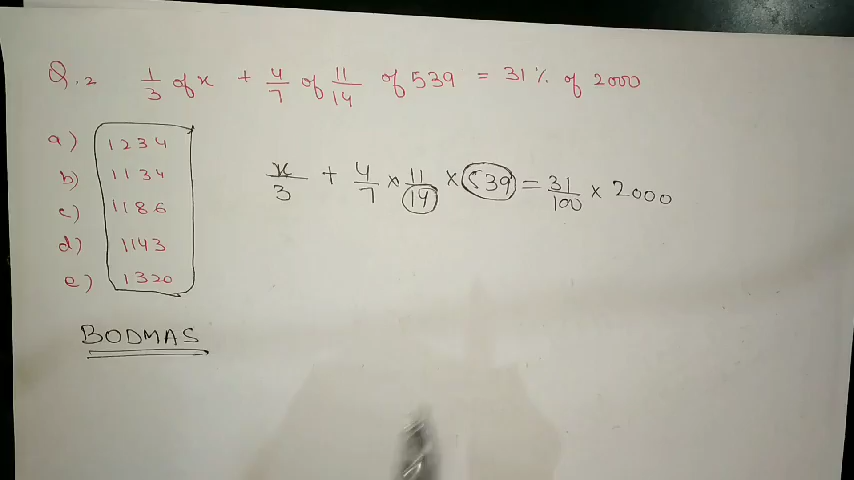 Q.2 1/3 of x + 4/7 of 11/14 of 539 = 31% of 2000
a) 1234
b) 1134
c) 1186
d) 1143
e) 1320
x/3 + 4/7 × 11/14 × 539 = 31/100 × 2000
BODMAS